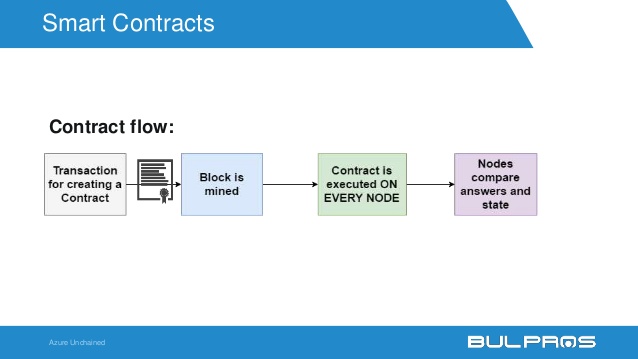 Smart Contracts
Contract flow:
Transaction
for creating a
Contract
Block is
mined
Contract is
executed ON
EVERY NODE
Nodes
compare
answers and
state
Azure Unchained
BULPROS